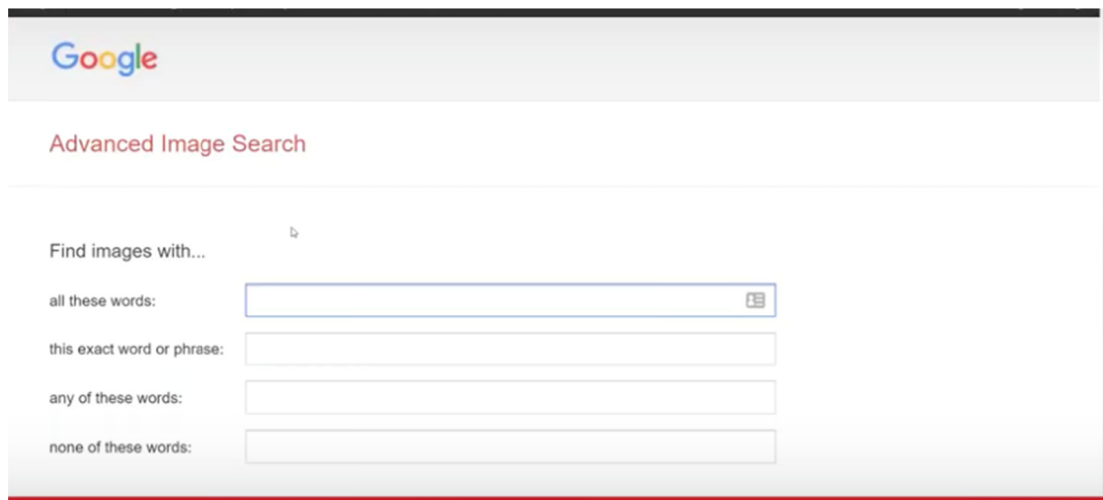 Google
Advanced Image Search
Find images with...
all these words:
this exact word or phrase:
any of these words:
none of these words: